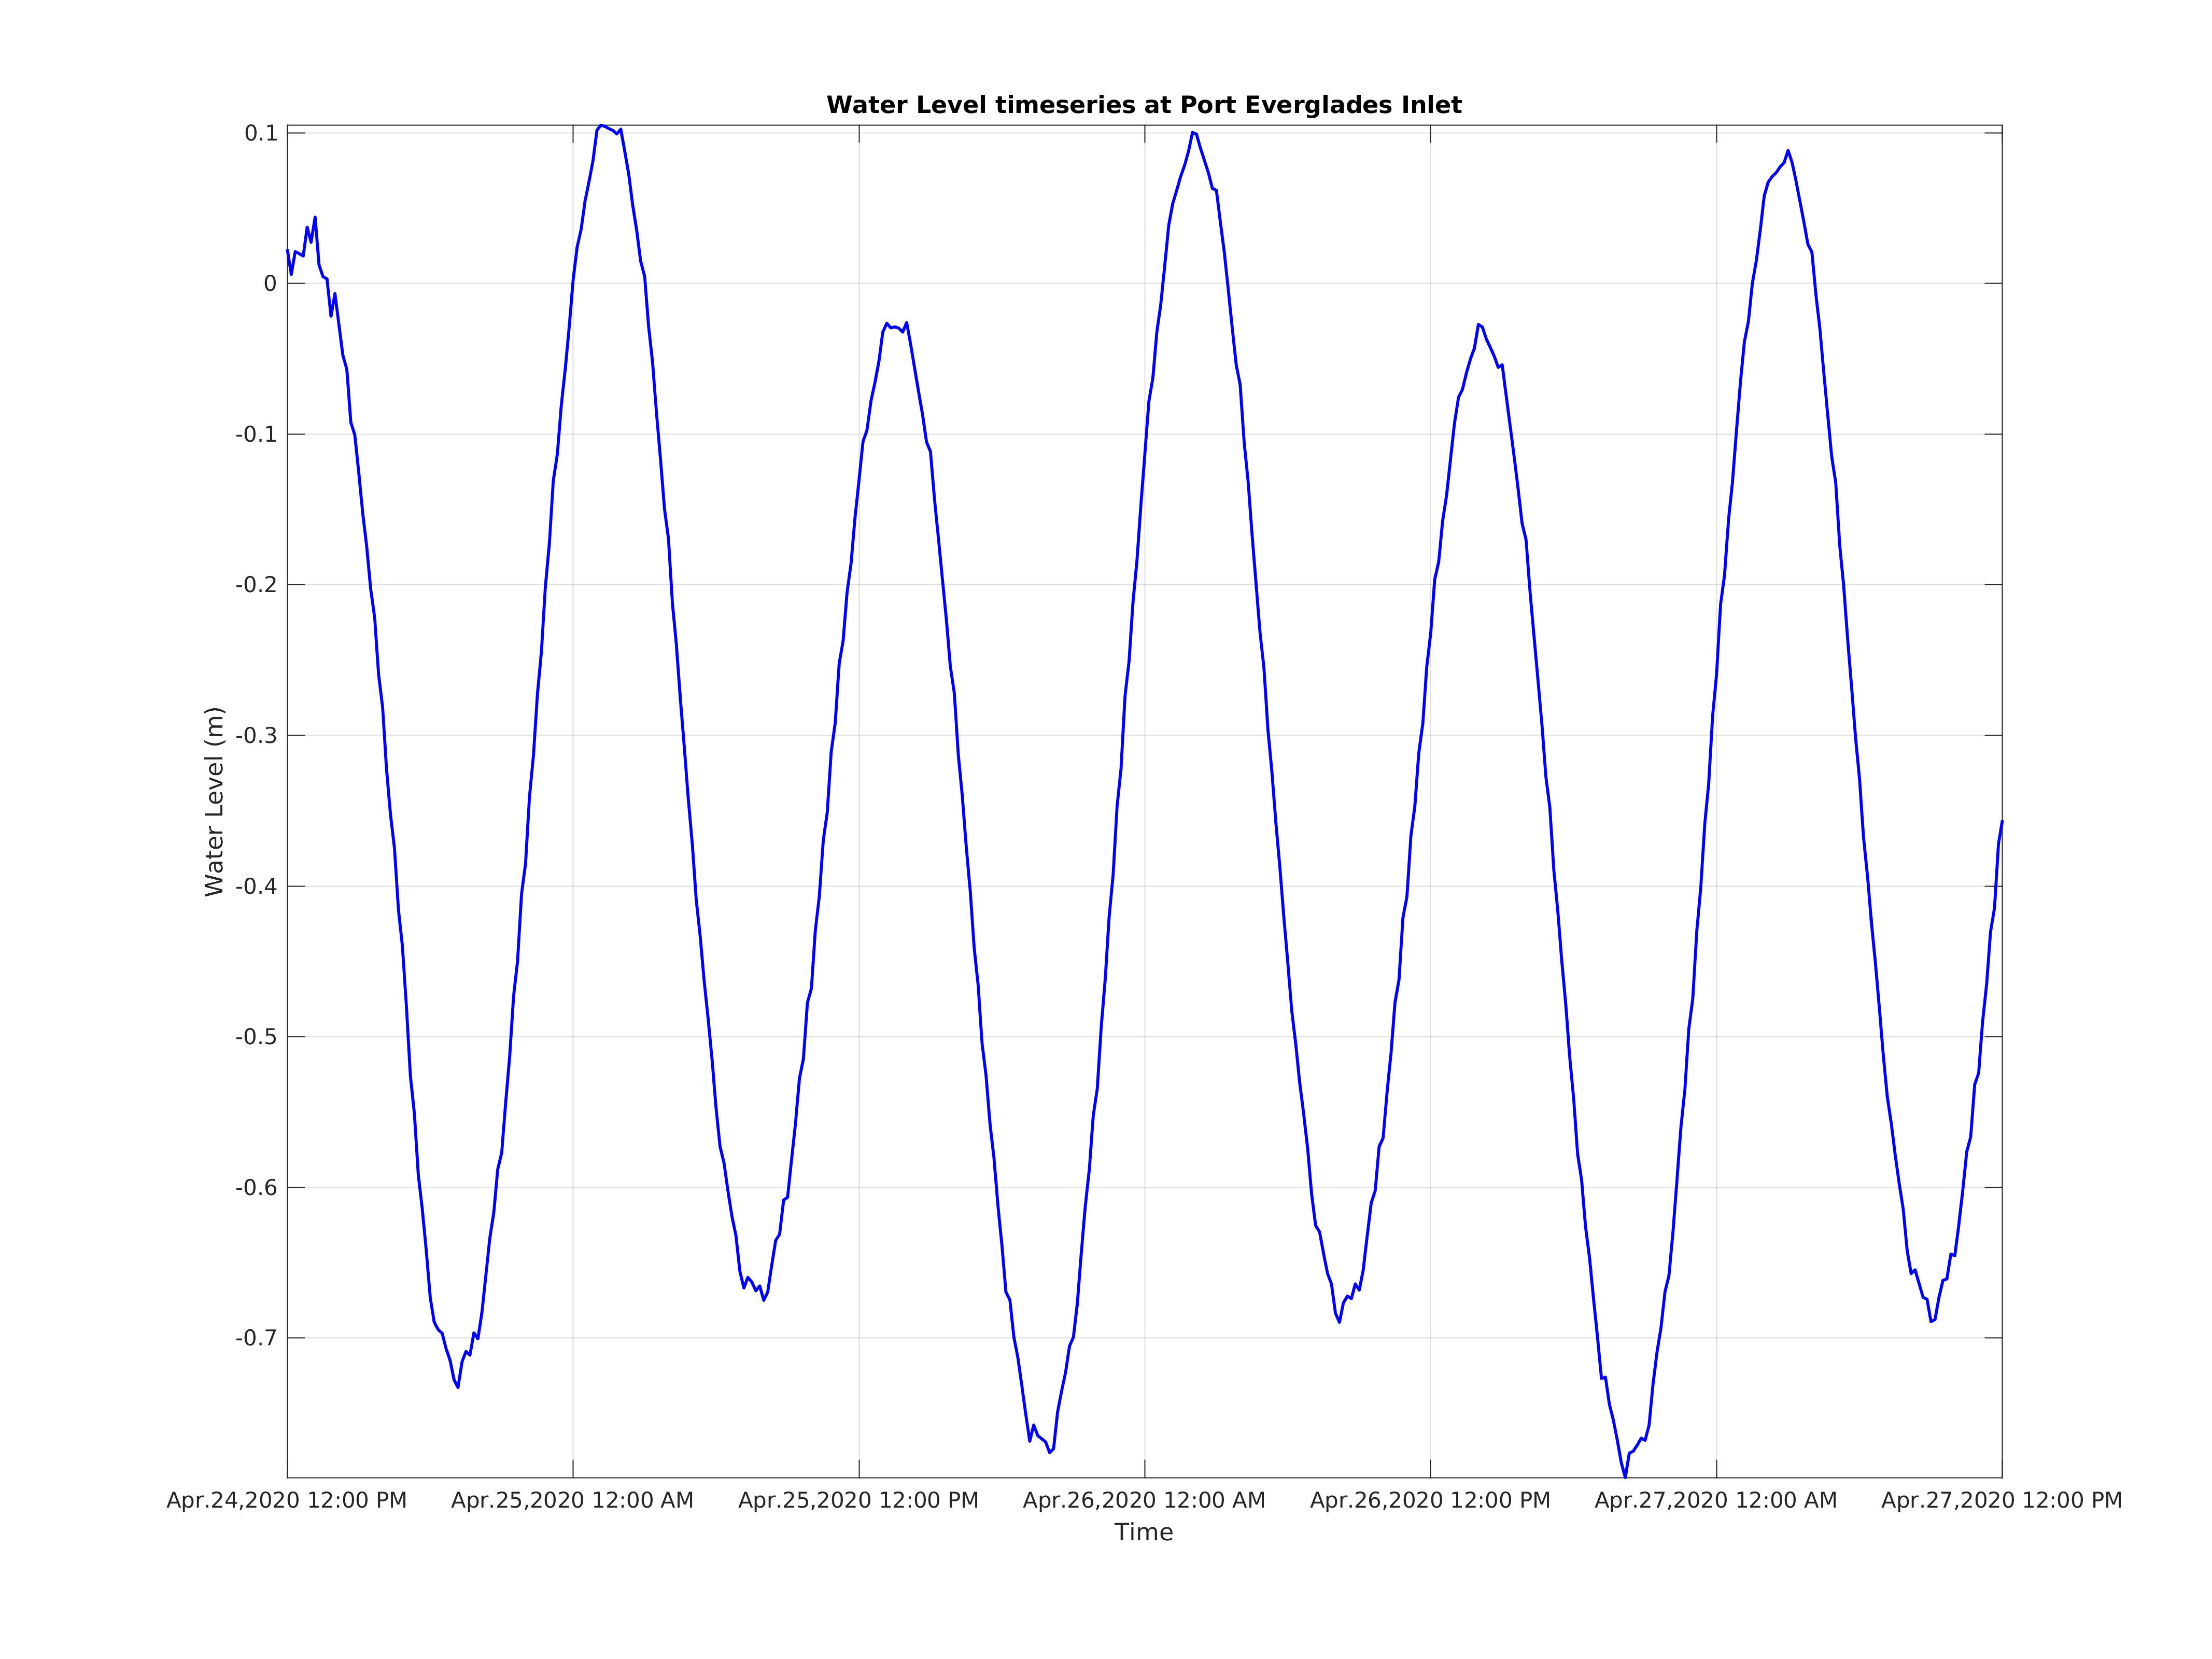 Water Level timeseries at Port Everglades Inlet
0.1
0
-0.1
-0.2
-0.3
-0.4
-0.5
-0.6
-0.7
Water Level (m)
Apr.24,2020 12:00 PM
Apr.25,2020 12:00 AM
Apr.25,2020 12:00 PM
Apr.26,2020 12:00 AM
Apr.26,2020 12:00 PM
Apr.27,2020 12:00 AM
Apr.27,2020 12:00 PM
Time